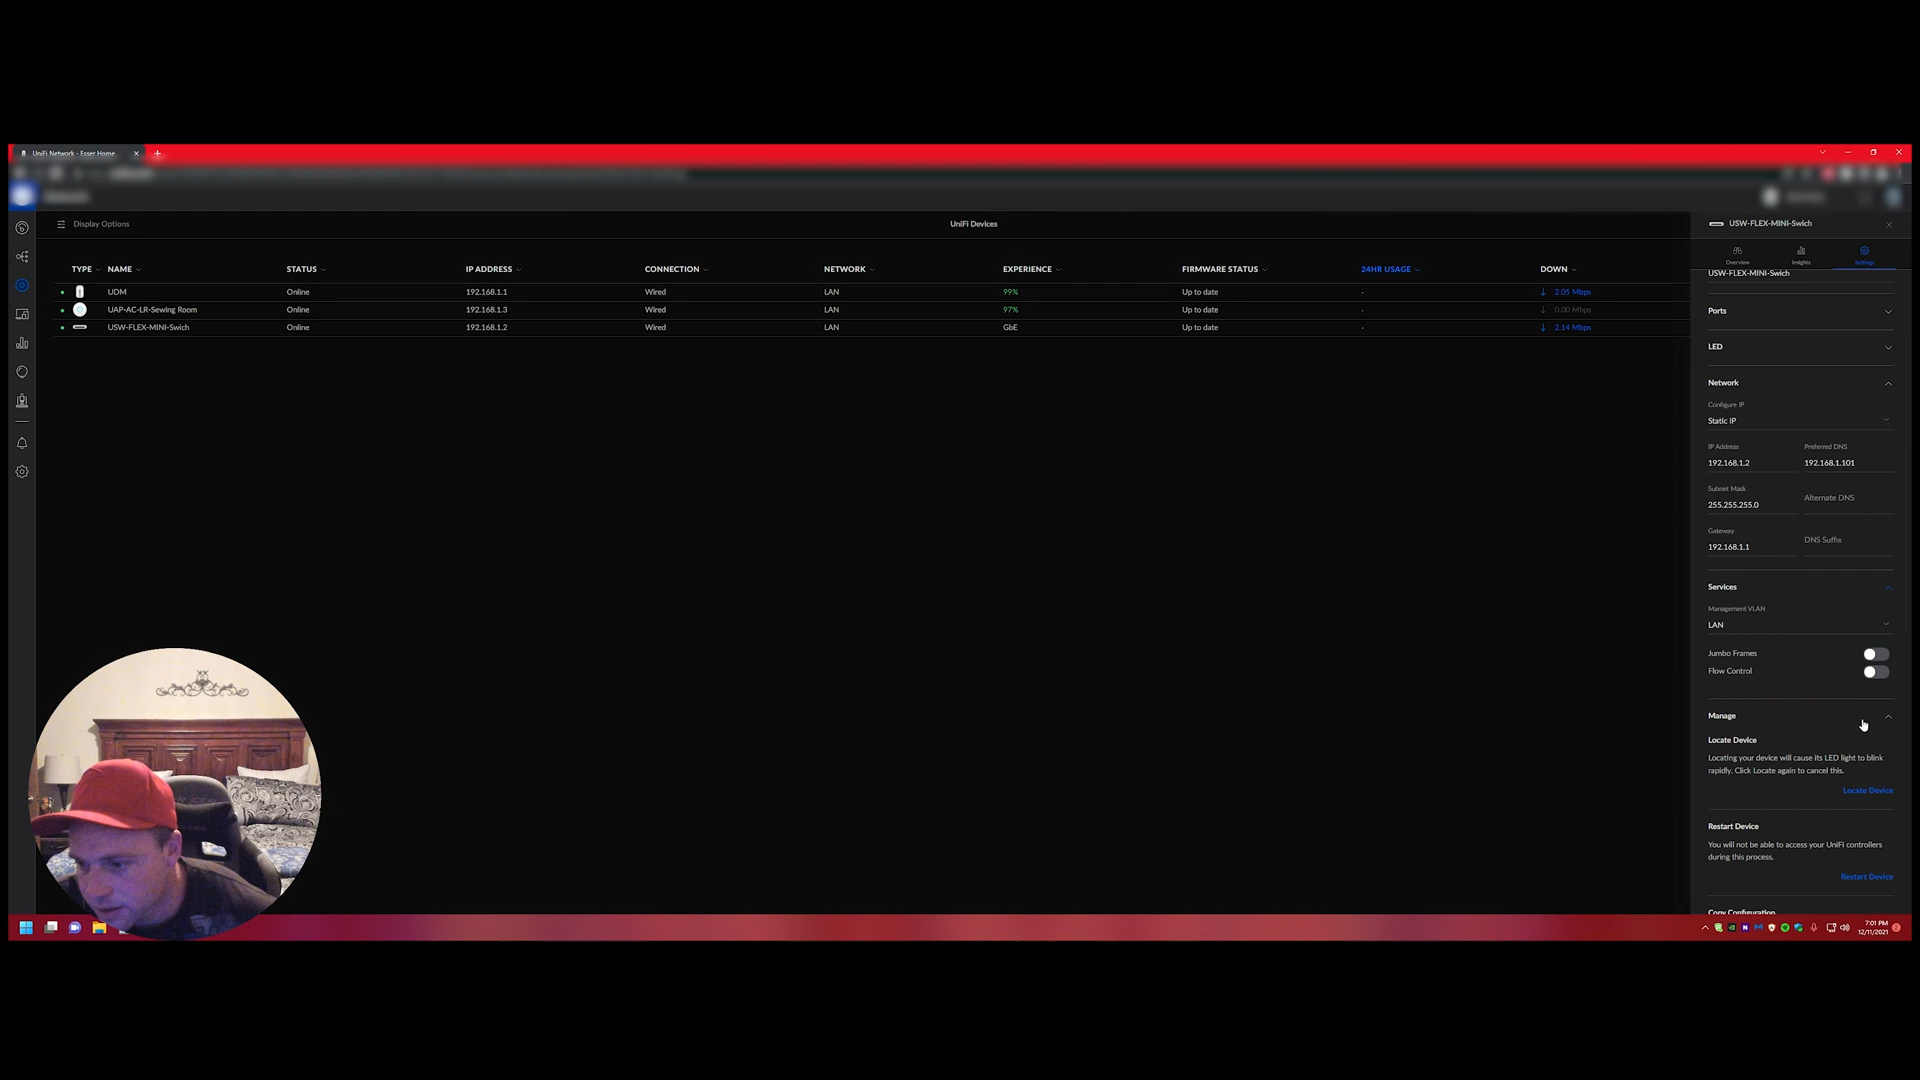 UniFi Network - Esser Home
Display Options
UniFi Devices
TYPE NAME STATUS IP ADDRESS CONNECTION NETWORK EXPERIENCE FIRMWARE STATUS 24HR USAGE DOWN
UDM Online 192.168.1.1 Wired LAN 99% Up to date - ↓ 2.05 Mbps
UAP-AC-LR-Sewing Room Online 192.168.1.3 Wired LAN 97% Up to date - ↓ 0.00 Mbps
USW-FLEX-MINI-Swich Online 192.168.1.2 Wired LAN GbE Up to date - ↓ 2.14 Mbps
USW-FLEX-MINI-Swich
Overview Insights Settings
USW-FLEX-MINI-Swich
Ports
LED
Network
Configure IP
Static IP
IP Address Preferred DNS
192.168.1.2 192.168.1.101
Subnet Mask
255.255.255.0 Alternate DNS
Gateway
192.168.1.1 DNS Suffix
Services
Management VLAN
LAN
Jumbo Frames
Flow Control
Manage
Locate Device
Locating your device will cause its LED light to blink
rapidly. Click Locate again to cancel this.
Locate Device
Restart Device
You will not be able to access your UniFi controllers
during this process.
Restart Device
Copy Configuration
7:01 PM
12/11/2021
2